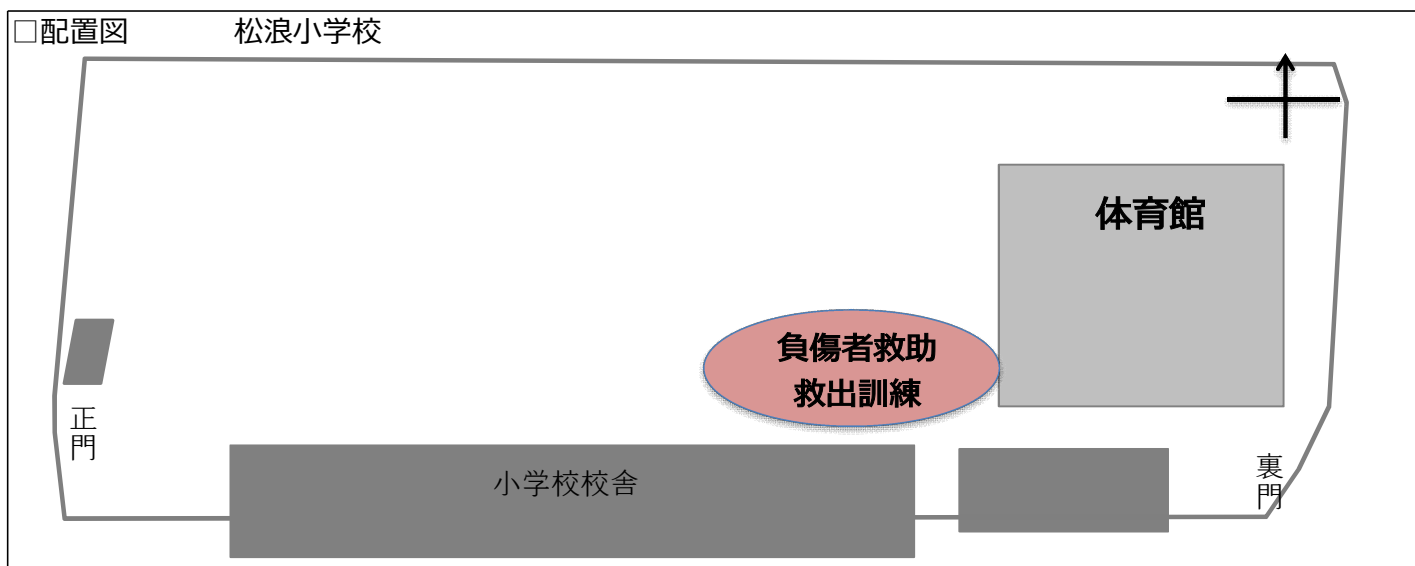 □配置図 松浪小学校
体育館
負傷者救助
救出訓練
正門
小学校校舎
裏門